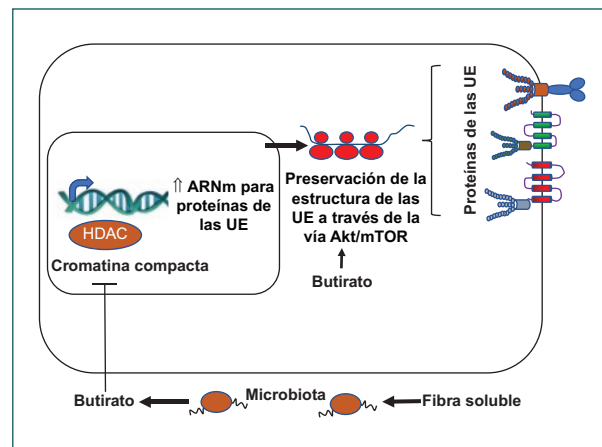 ⇑ ARNm para
proteínas de
las UE
HDAC
Cromatina compacta
Preservación de la
estructura de las
UE a través de la
vía Akt/mTOR
Butirato
Proteínas de las UE
Butirato
Microbiota
Fibra soluble